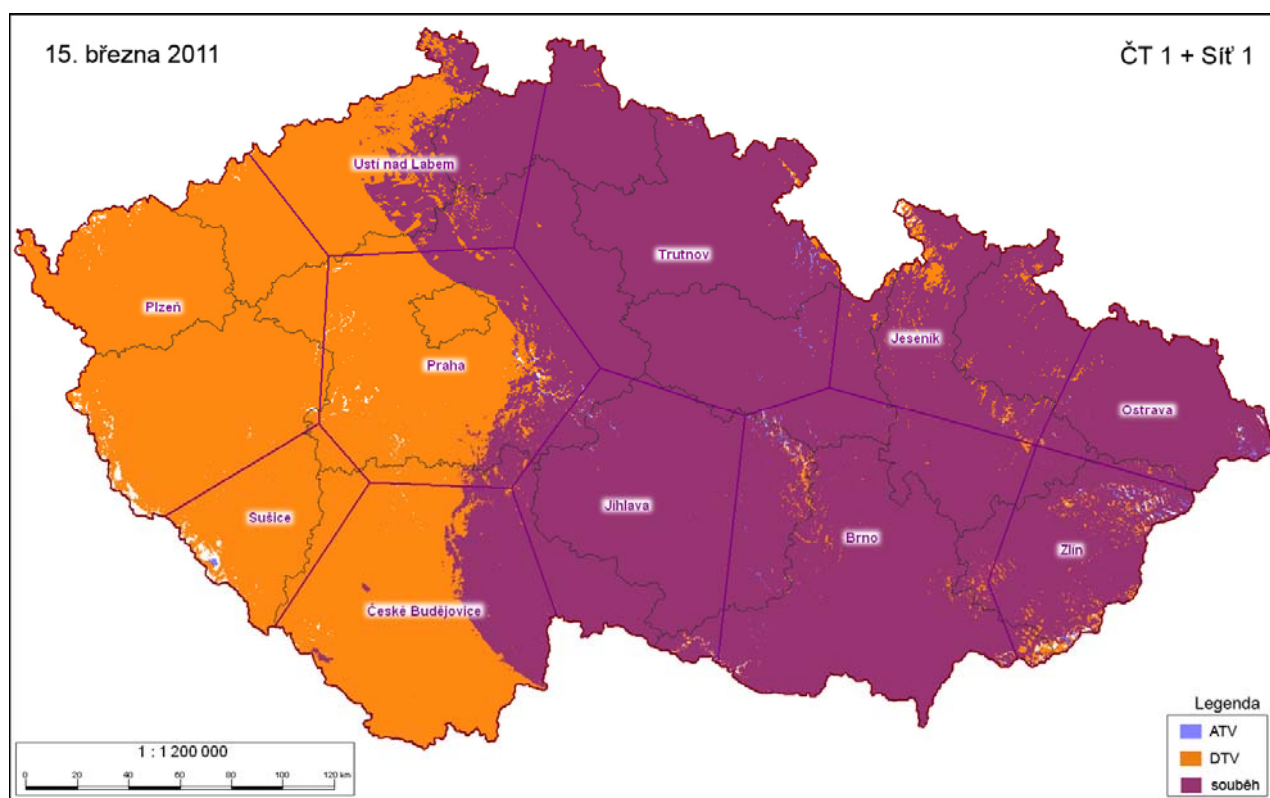 15. března 2011
ČT 1 + Síť 1
Ústí nad Labem
Trutnov
Plzeň
Jeseník
Praha
Ostrava
Jihlava
Sušice
Brno
Zlín
České Budějovice
Legenda
ATV
DTV
souběh
1 : 1 200 000
0 20 40 60 80 100 120 km